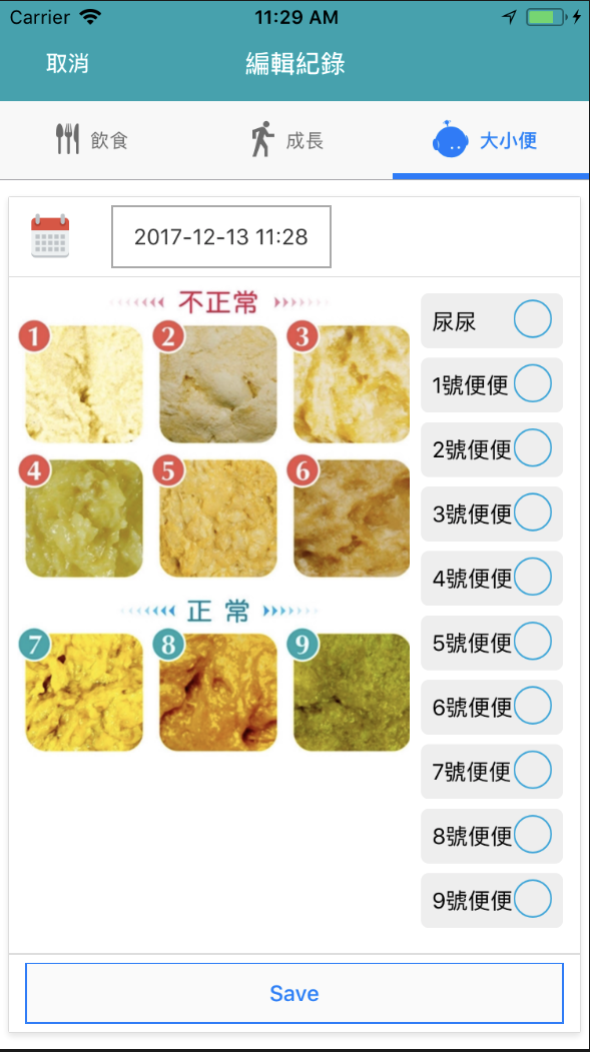 Carrier 11:29 AM
取消 編輯紀錄
飲食 成長 大小便
2017-12-13 11:28
不正常
1 2 3
4 5 6
正常
7 8 9
尿尿
1號便便
2號便便
3號便便
4號便便
5號便便
6號便便
7號便便
8號便便
9號便便
Save